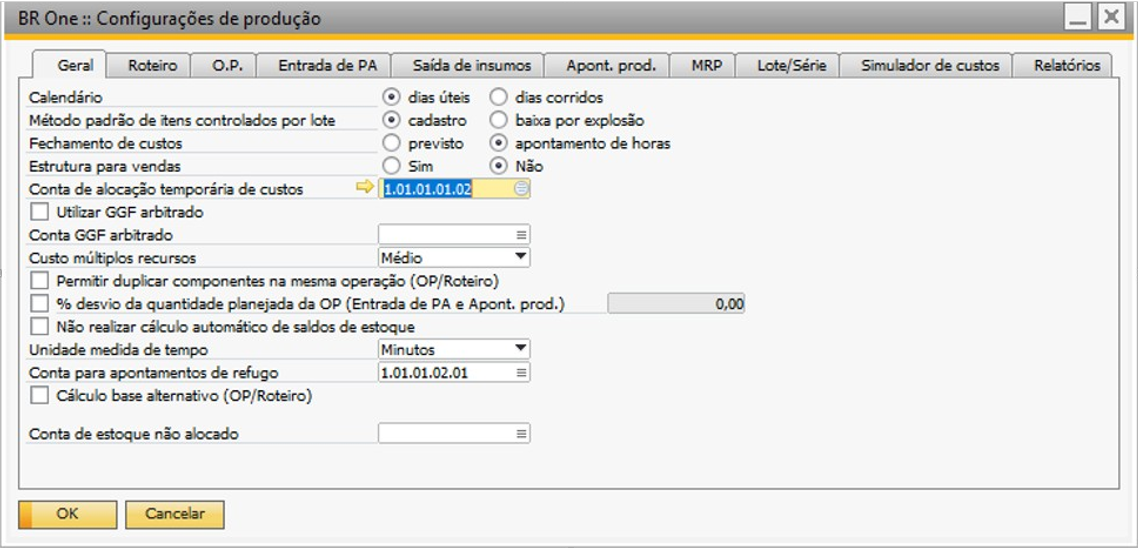 BR One :: Configurações de produção
Geral Roteiro O.P. Entrada de PA Saída de insumos Apont. prod. MRP Lote/Série Simulador de custos Relatórios
Calendário dias úteis dias corridos
Método padrão de itens controlados por lote cadastro baixa por explosão
Fechamento de custos previsto apontamento de horas
Estrutura para vendas Sim Não
Conta de alocação temporária de custos 1.01.01.01.02
Utilizar GGF arbitrado
Conta GGF arbitrado
Custo múltiplos recursos Médio
Permitir duplicar componentes na mesma operação (OP/Roteiro)
% desvio da quantidade planejada da OP (Entrada de PA e Apont. prod.) 0,00
Não realizar cálculo automático de saldos de estoque
Unidade medida de tempo Minutos
Conta para apontamentos de refugo 1.01.01.02.01
Cálculo base alternativo (OP/Roteiro)
Conta de estoque não alocado
OK Cancelar